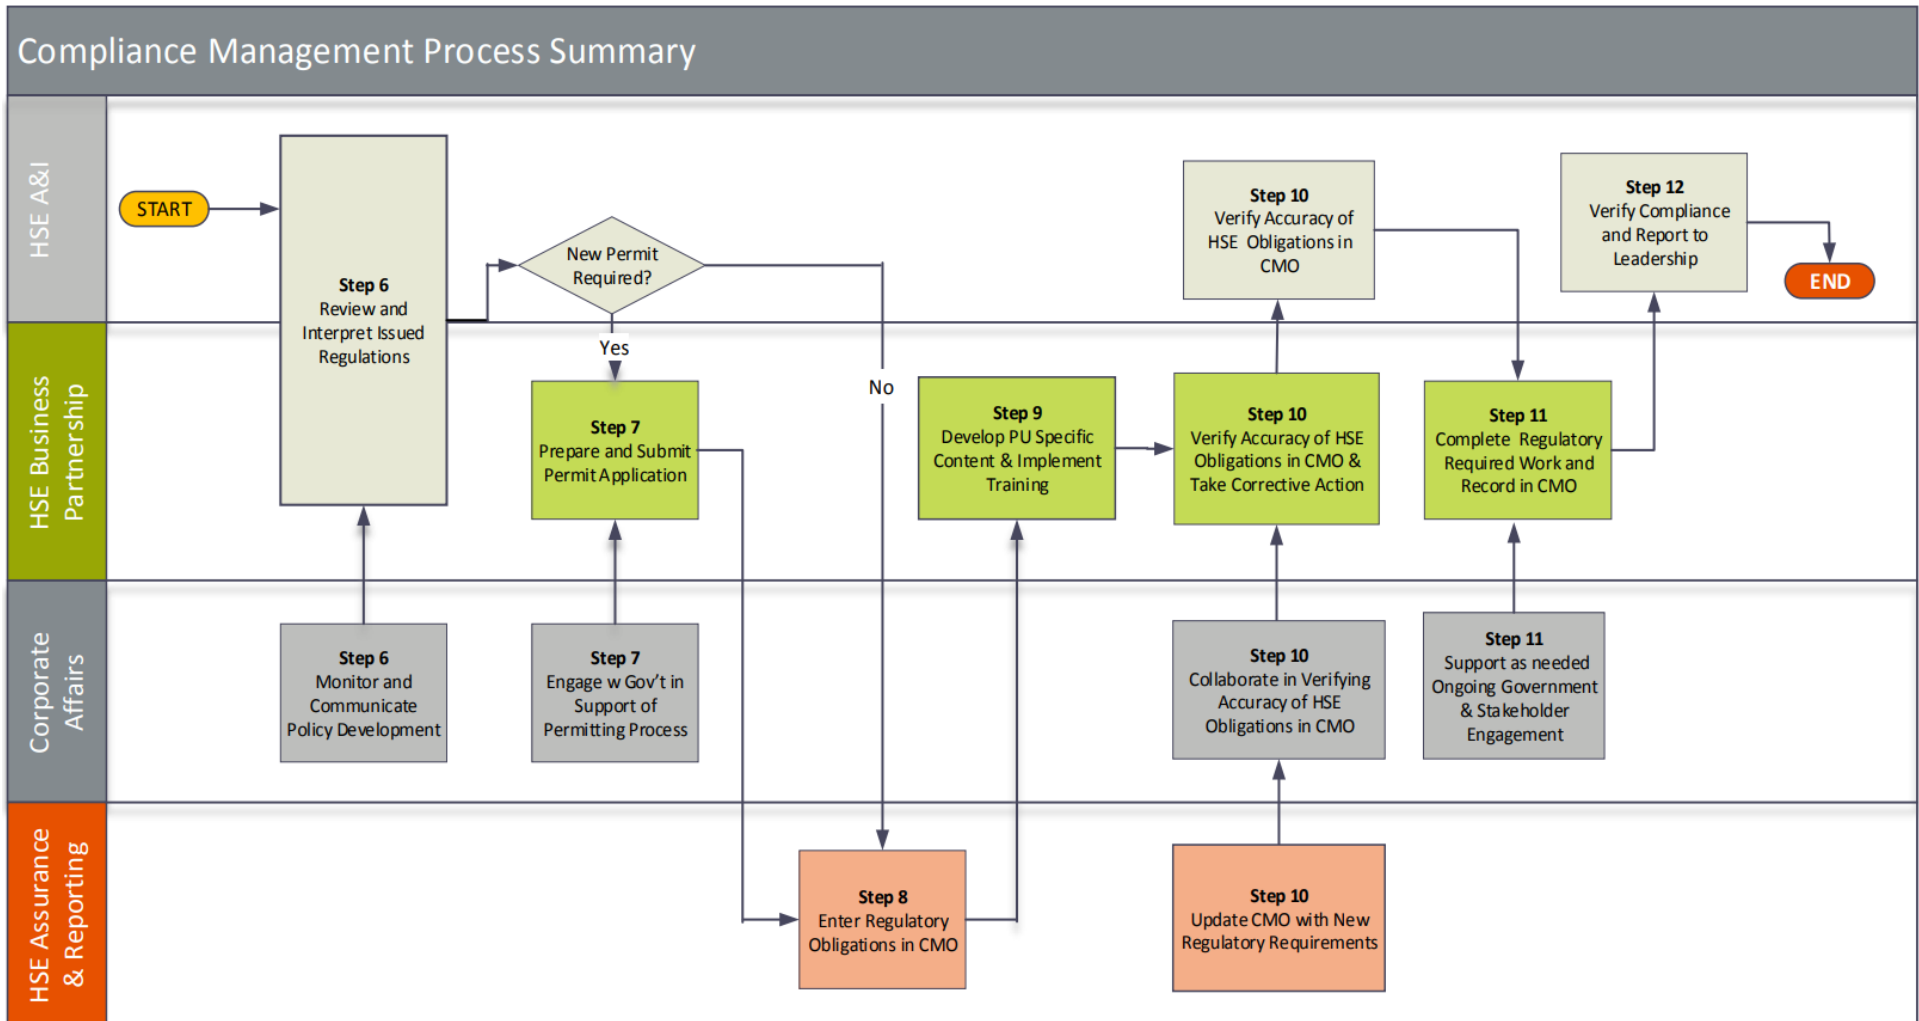 Compliance Management Process Summary
HSE A&I
START
Step 6
Review and
Interpret Issued
Regulations
New Permit
Required?
Yes
No
Step 10
Verify Accuracy of
HSE Obligations in
CMO
Step 12
Verify Compliance
and Report to
Leadership
END
HSE Business
Partnership
Step 7
Prepare and Submit
Permit Application
Step 9
Develop PU Specific
Content & Implement
Training
Step 10
Verify Accuracy of HSE
Obligations in CMO &
Take Corrective Action
Step 11
Complete Regulatory
Required Work and
Record in CMO
Corporate
Affairs
Step 6
Monitor and
Communicate
Policy Development
Step 7
Engage w Gov't in
Support of
Permitting Process
Step 10
Collaborate in Verifying
Accuracy of HSE
Obligations in CMO
Step 11
Support as needed
Ongoing Government
& Stakeholder
Engagement
HSE Assurance
& Reporting
Step 8
Enter Regulatory
Obligations in CMO
Step 10
Update CMO with New
Regulatory Requirements